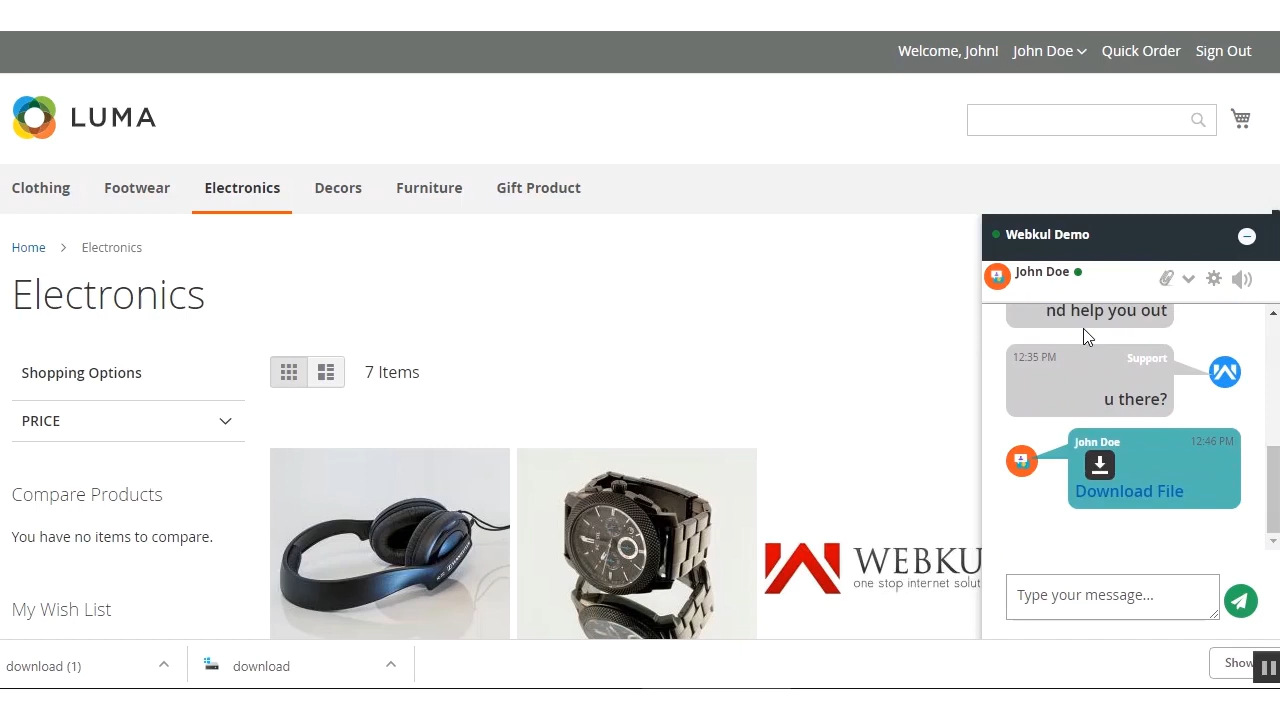 Welcome, John!
John Doe
Quick Order
Sign Out
LUMA
Clothing
Footwear
Electronics
Decors
Furniture
Gift Product
Home
Electronics
Electronics
Webkul Demo
John Doe
nd help you out
12:35 PM
Support
u there?
John Doe
12:46 PM
Download File
Type your message...
Shopping Options
7 Items
PRICE
Compare Products
You have no items to compare.
My Wish List
WEBKU
one stop internet solut
download (1)
download
Show